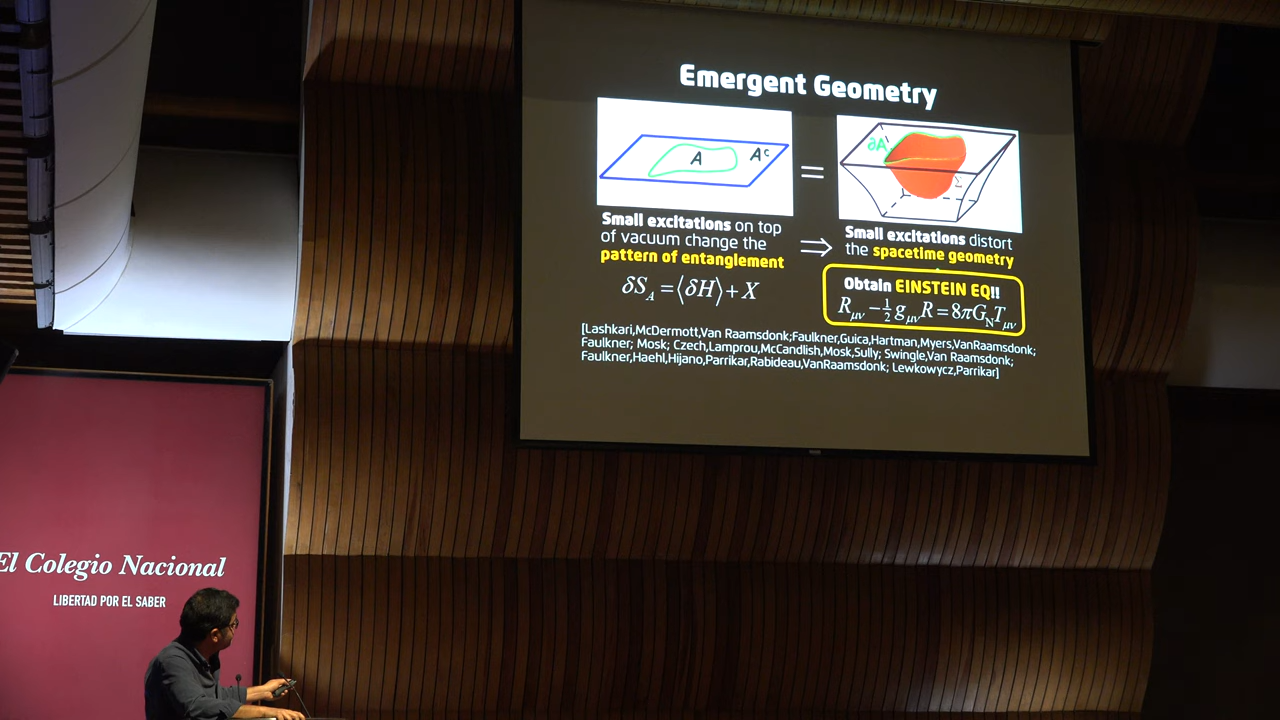 Emergent Geometry
A
Aᶜ
=
∂A
Σ
Small excitations on top
of vacuum change the
pattern of entanglement
⇒
Small excitations distort
the spacetime geometry
δS_A = ⟨δH⟩ + X
Obtain EINSTEIN EQ!!
R_μν − ½ g_μν R = 8πG_N T_μν
[Lashkari,McDermott,Van Raamsdonk;Faulkner,Guica,Hartman,Myers,VanRaamsdonk;
Faulkner; Mosk; Czech,Lamprou,McCandlish,Mosk,Sully; Swingle,Van Raamsdonk;
Faulkner,Haehl,Hijano,Parrikar,Rabideau,VanRaamsdonk; Lewkowycz,Parrikar]
El Colegio Nacional
LIBERTAD POR EL SABER